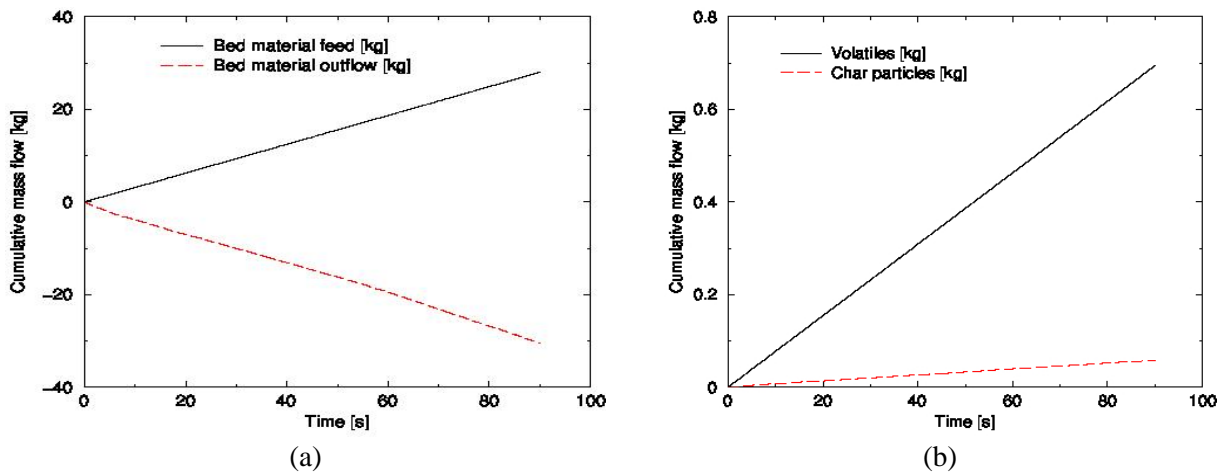 40
20
0
−20
−40
Cumulative mass flow [kg]
Bed material feed [kg]
Bed material outflow [kg]
0 20 40 60 80 100
Time [s]
(a)
0.8
0.6
0.4
0.2
0
Cumulative mass flow [kg]
Volatiles [kg]
Char particles [kg]
0 20 40 60 80 100
Time [s]
(b)